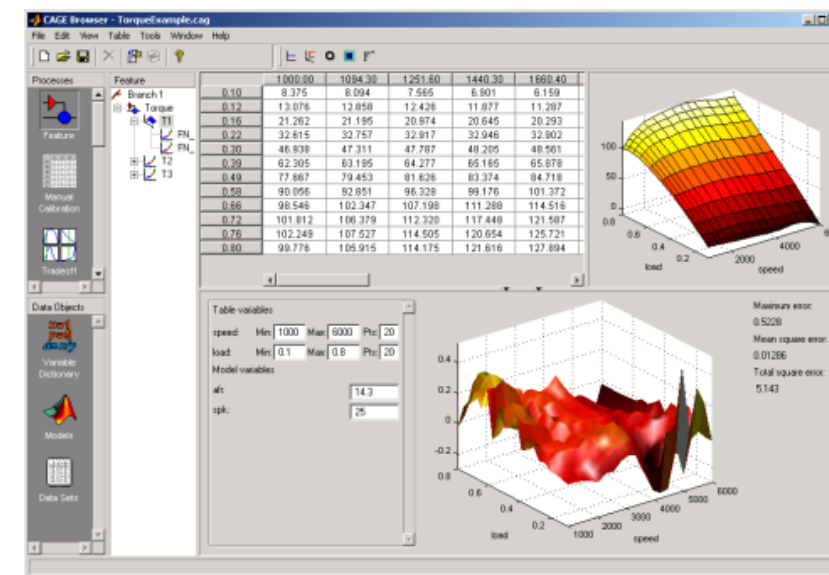 CAGE Browser - TorqueExample.cag
File Edit View Table Tools Window Help
Processes
Feature
Manual Calibration
Tradeoff
Data Objects
Variable Dictionary
Models
Data Sets
Feature
Branch 1
Torque
T1
FN_
FN_
T2
T3
1000.00 1094.30 1251.60 1440.30 1660.40
0.10 8.375 8.094 7.565 6.901 6.159
0.12 13.076 12.858 12.426 11.877 11.287
0.16 21.262 21.195 20.974 20.645 20.293
0.22 32.615 32.757 32.917 32.946 32.902
0.30 46.938 47.311 47.787 48.205 48.561
0.39 62.305 63.195 64.277 65.165 65.878
0.49 77.667 79.453 81.626 83.374 84.718
0.58 90.056 92.851 96.328 99.176 101.372
0.66 98.546 102.347 107.198 111.288 114.516
0.72 101.812 106.379 112.320 117.448 121.587
0.76 102.249 107.527 114.505 120.654 125.721
0.80 99.776 105.915 114.175 121.616 127.894
100
50
0
0.8
0.6
0.4
0.2
load
2000
4000
6
speed
Table variables
speed: Min: 1000 Max: 6000 Pts: 20
load: Min: 0.1 Max: 0.8 Pts: 20
Model variables
afr: 14.3
spk: 25
0.4
0.2
0
-0.2
0.8
0.6
0.4
0.2
load
1000
2000
3000
4000
5000
6000
speed
Maximum error:
0.5228
Mean square error:
0.01286
Total square error:
5.143